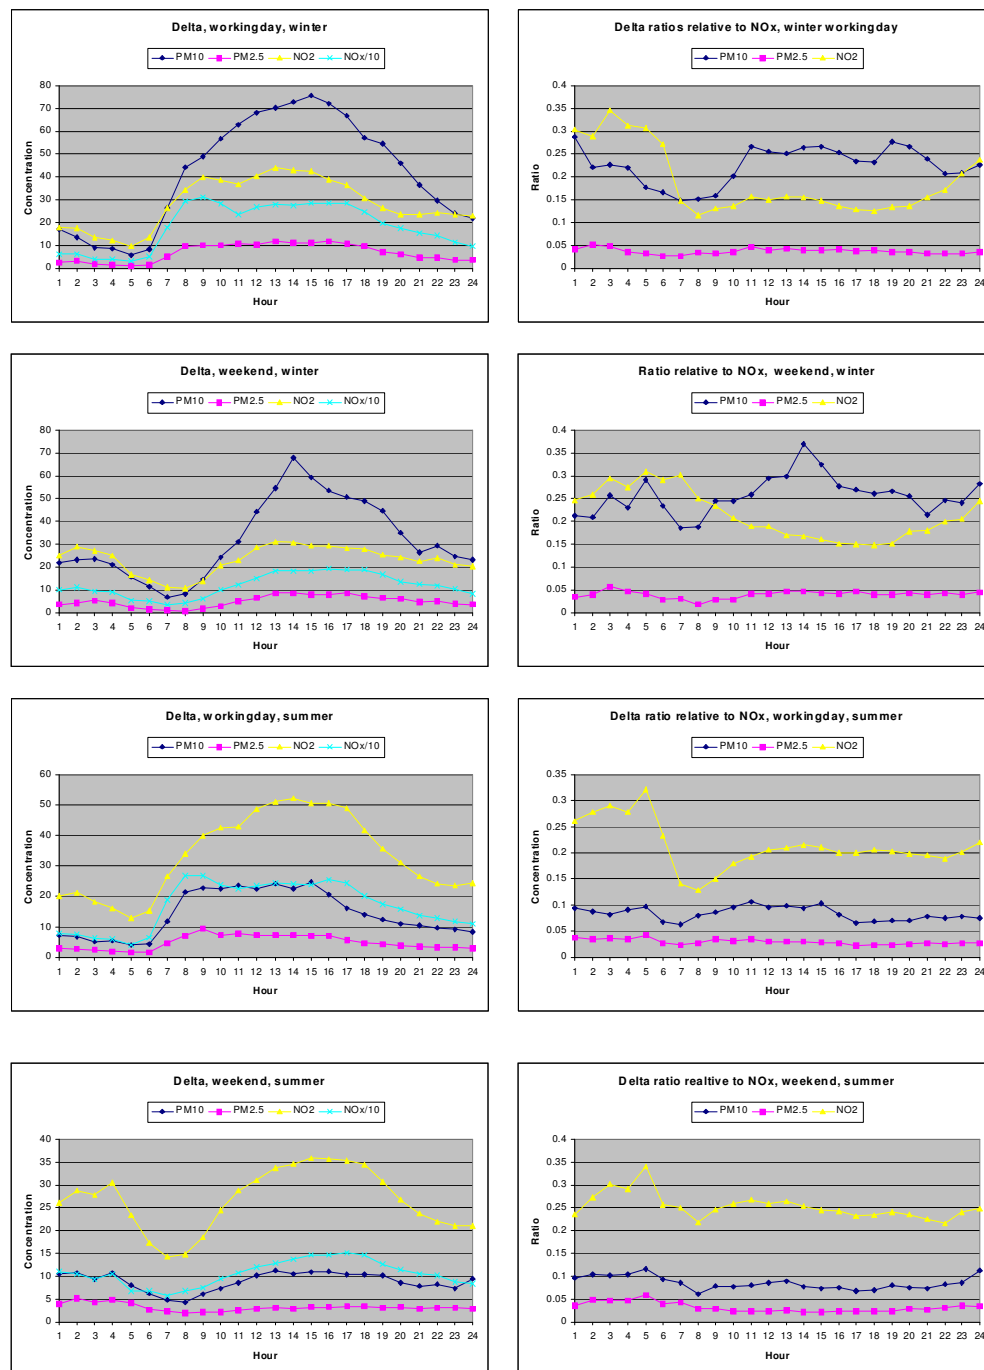 Delta, workingday, winter
PM10 PM2.5 NO2 NOx/10
80
70
60
50
40
30
20
10
0
Concentration
1 2 3 4 5 6 7 8 9 10 11 12 13 14 15 16 17 18 19 20 21 22 23 24
Hour
Delta ratios relative to NOx, winter workingday
PM10 PM2.5 NO2
0.4
0.35
0.3
0.25
0.2
0.15
0.1
0.05
0
Ratio
1 2 3 4 5 6 7 8 9 10 11 12 13 14 15 16 17 18 19 20 21 22 23 24
Hour
Delta, weekend, winter
PM10 PM2.5 NO2 NOx/10
80
70
60
50
40
30
20
10
0
Concentration
1 2 3 4 5 6 7 8 9 10 11 12 13 14 15 16 17 18 19 20 21 22 23 24
Hour
Ratio relative to NOx, weekend, winter
PM10 PM2.5 NO2
0.4
0.35
0.3
0.25
0.2
0.15
0.1
0.05
0
Ratio
1 2 3 4 5 6 7 8 9 10 11 12 13 14 15 16 17 18 19 20 21 22 23 24
Hour
Delta, workingday, summer
PM10 PM2.5 NO2 NOx/10
60
50
40
30
20
10
0
Concentration
1 2 3 4 5 6 7 8 9 10 11 12 13 14 15 16 17 18 19 20 21 22 23 24
Hour
Delta ratio relative to NOx, workingday, summer
PM10 PM2.5 NO2
0.35
0.3
0.25
0.2
0.15
0.1
0.05
0
Ratio
1 2 3 4 5 6 7 8 9 10 11 12 13 14 15 16 17 18 19 20 21 22 23 24
Hour
Delta, weekend, summer
PM10 PM2.5 NO2 NOx/10
40
35
30
25
20
15
10
5
0
Concentration
1 2 3 4 5 6 7 8 9 10 11 12 13 14 15 16 17 18 19 20 21 22 23 24
Hour
Delta ratio realtive to NOx, weekend, summer
PM10 PM2.5 NO2
0.4
0.35
0.3
0.25
0.2
0.15
0.1
0.05
0
Ratio
1 2 3 4 5 6 7 8 9 10 11 12 13 14 15 16 17 18 19 20 21 22 23 24
Hour